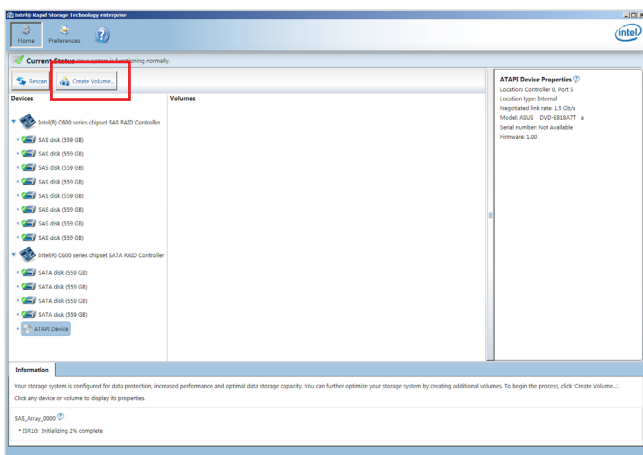 Intel® Rapid Storage Technology enterprise
Home
Preferences
intel
Current Status Your system is functioning normally.
Rescan
Create Volume...
Devices
Volumes
Intel(R) C600 series chipset SAS RAID Controller
SAS disk (559 GB)
SAS disk (559 GB)
SAS disk (559 GB)
SAS disk (559 GB)
SAS disk (559 GB)
SAS disk (559 GB)
SAS disk (559 GB)
SAS disk (559 GB)
Intel(R) C600 series chipset SATA RAID Controller
SATA disk (559 GB)
SATA disk (559 GB)
SATA disk (559 GB)
SATA disk (559 GB)
ATAPI Device
ATAPI Device Properties
Location: Controller 0, Port 5
Location type: Internal
Negotiated link rate: 1.5 Gb/s
Model: ASUS DVD-E818A7T a
Serial number: Not Available
Firmware: 1.00
Information
Your storage system is configured for data protection, increased performance and optimal data storage capacity. You can further optimize your storage system by creating additional volumes. To begin the process, click 'Create Volume...'.
Click any device or volume to display its properties.
SAS_Array_0000
• ISR10: Initializing 2% complete